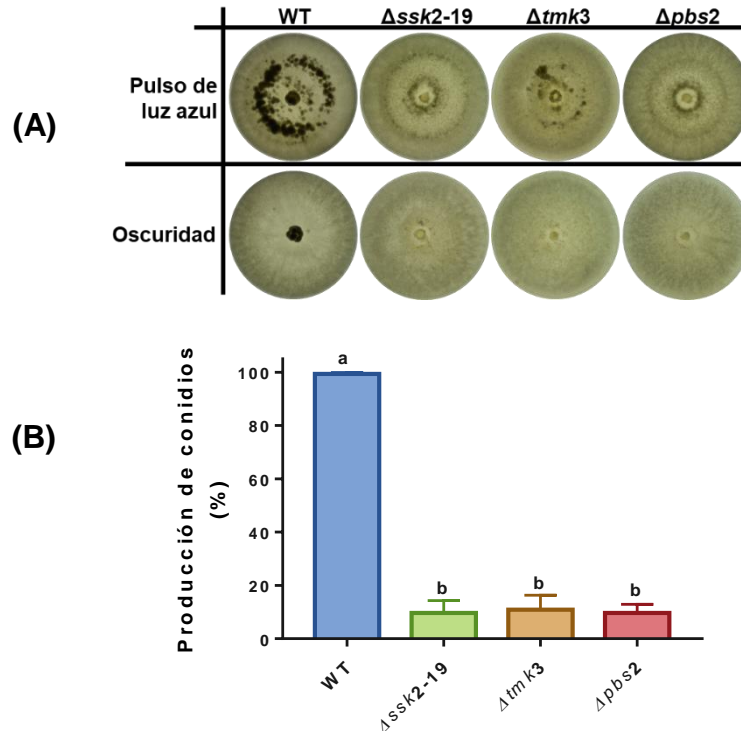 WT Δssk2-19 Δtmk3 Δpbs2
Pulso de
luz azul
(A)
Oscuridad
(B)
Producción de conidios
(%)
100
80
60
40
20
0
a
b
b
b
WT
Δssk2-19
Δtmk3
Δpbs2